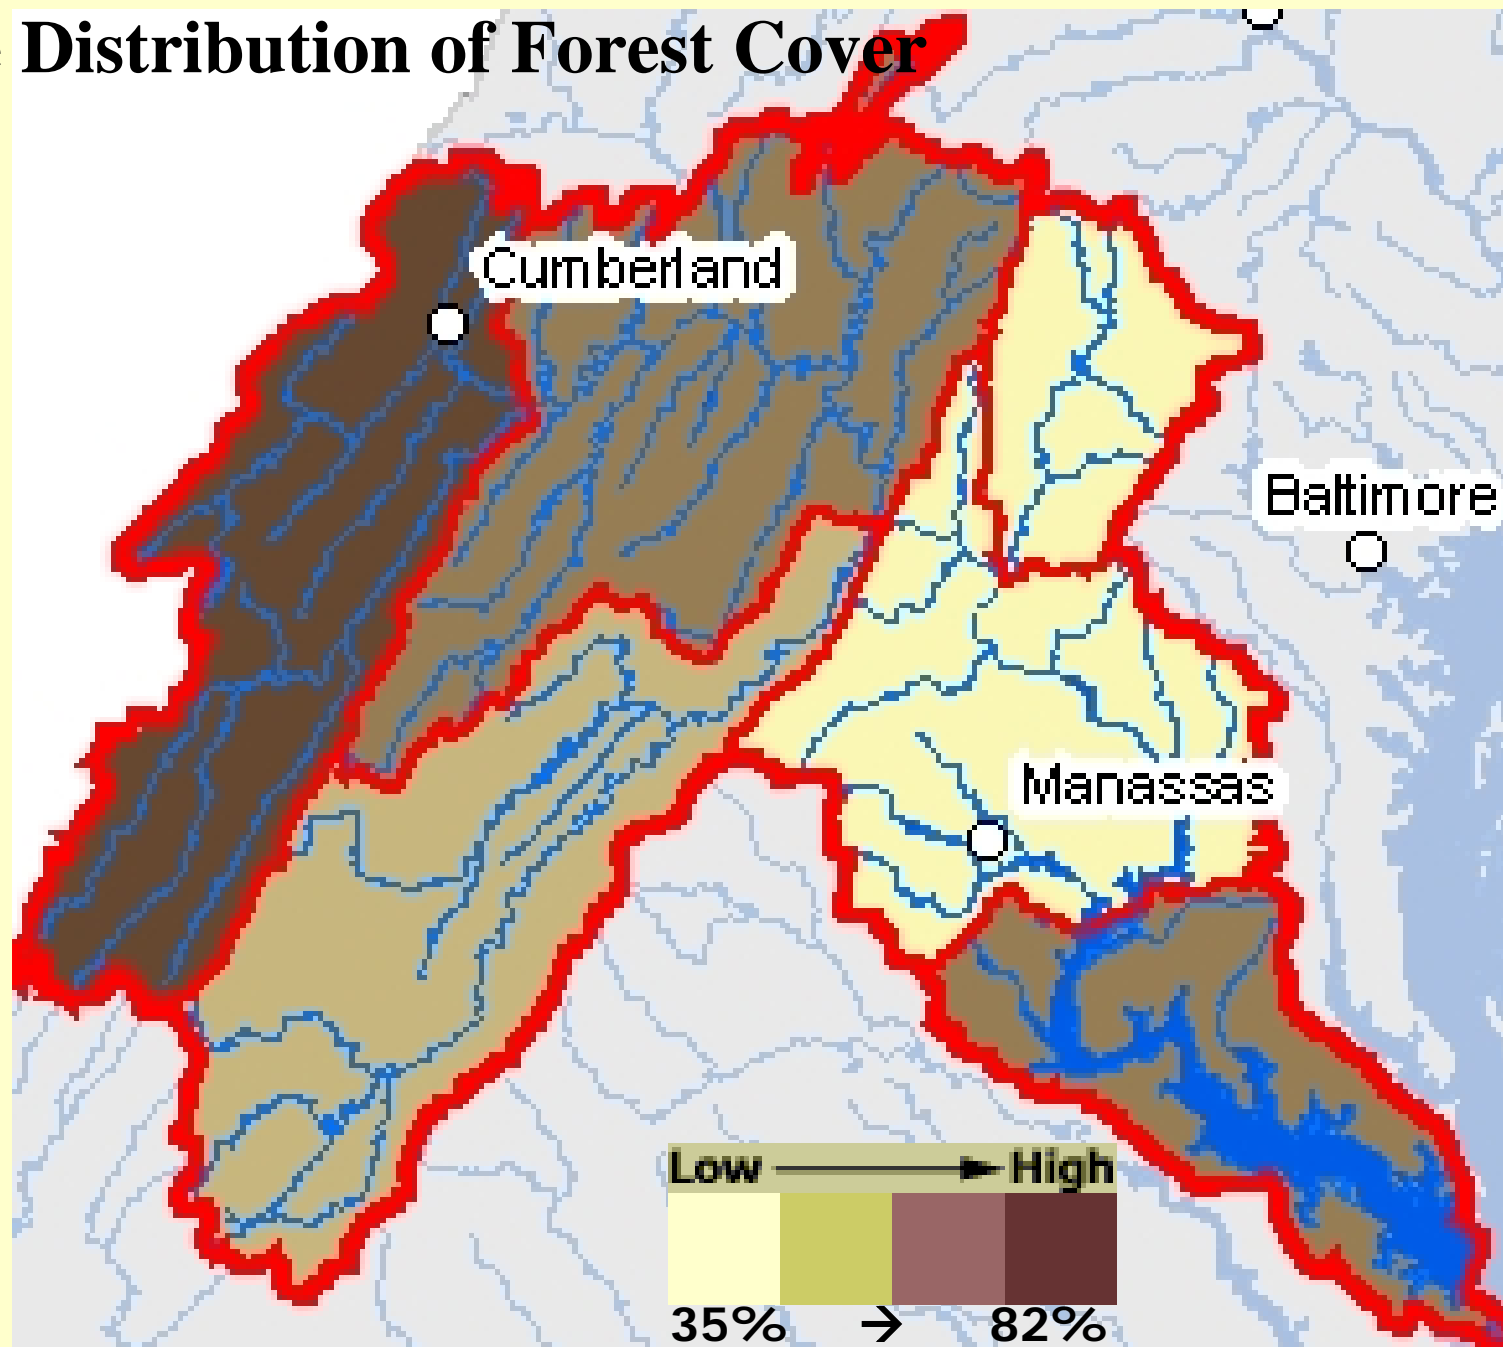 Distribution of Forest Cover
Cumberland
Baltimore
Manassas
Low High
35% → 82%